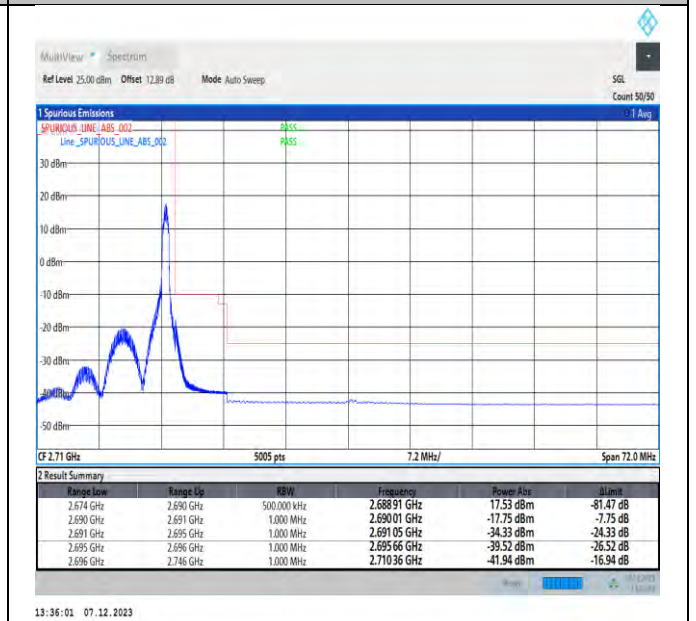 MultiView Spectrum
Ref Level 25.00 dBm Offset 12.89 dB Mode Auto Sweep SGL
Count 50/50
1 Spurious Emissions 1 Avg
_SPURIOUS_LINE_ABS_002 PASS
Line _SPURIOUS_LINE_ABS_002 PASS
30 dBm
20 dBm
10 dBm
0 dBm
-10 dBm
-20 dBm
-30 dBm
-40 dBm
-50 dBm
CF 2.71 GHz 5005 pts 7.2 MHz/ Span 72.0 MHz
2 Result Summary
Range Low Range Up RBW Frequency Power Abs ΔLimit
2.674 GHz 2.690 GHz 500.000 kHz 2.688 91 GHz 17.53 dBm -81.47 dB
2.690 GHz 2.691 GHz 1.000 MHz 2.690 01 GHz -17.75 dBm -7.75 dB
2.691 GHz 2.695 GHz 1.000 MHz 2.691 05 GHz -34.33 dBm -24.33 dB
2.695 GHz 2.696 GHz 1.000 MHz 2.695 66 GHz -39.52 dBm -26.52 dB
2.696 GHz 2.746 GHz 1.000 MHz 2.710 36 GHz -41.94 dBm -16.94 dB
13:36:01 07.12.2023